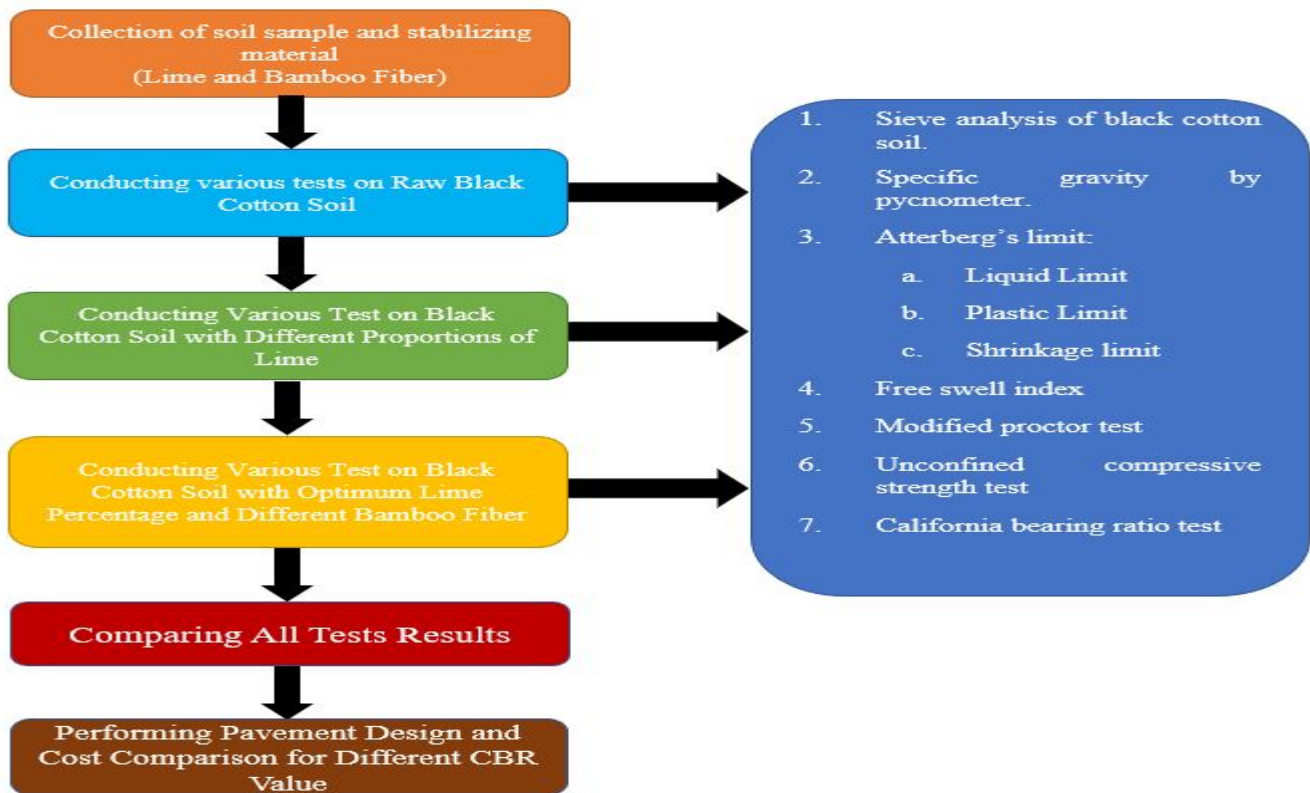 Collection of soil sample and stabilizing
material
(Lime and Bamboo Fiber)
Conducting various tests on Raw Black
Cotton Soil
Conducting Various Test on Black
Cotton Soil with Different Proportions of
Lime
Conducting Various Test on Black
Cotton Soil with Optimum Lime
Percentage and Different Bamboo Fiber
Comparing All Tests Results
Performing Pavement Design and
Cost Comparison for Different CBR
Value
1. Sieve analysis of black cotton
soil.
2. Specific gravity by
pycnometer.
3. Atterberg’s limit:
a. Liquid Limit
b. Plastic Limit
c. Shrinkage limit
4. Free swell index
5. Modified proctor test
6. Unconfined compressive
strength test
7. California bearing ratio test